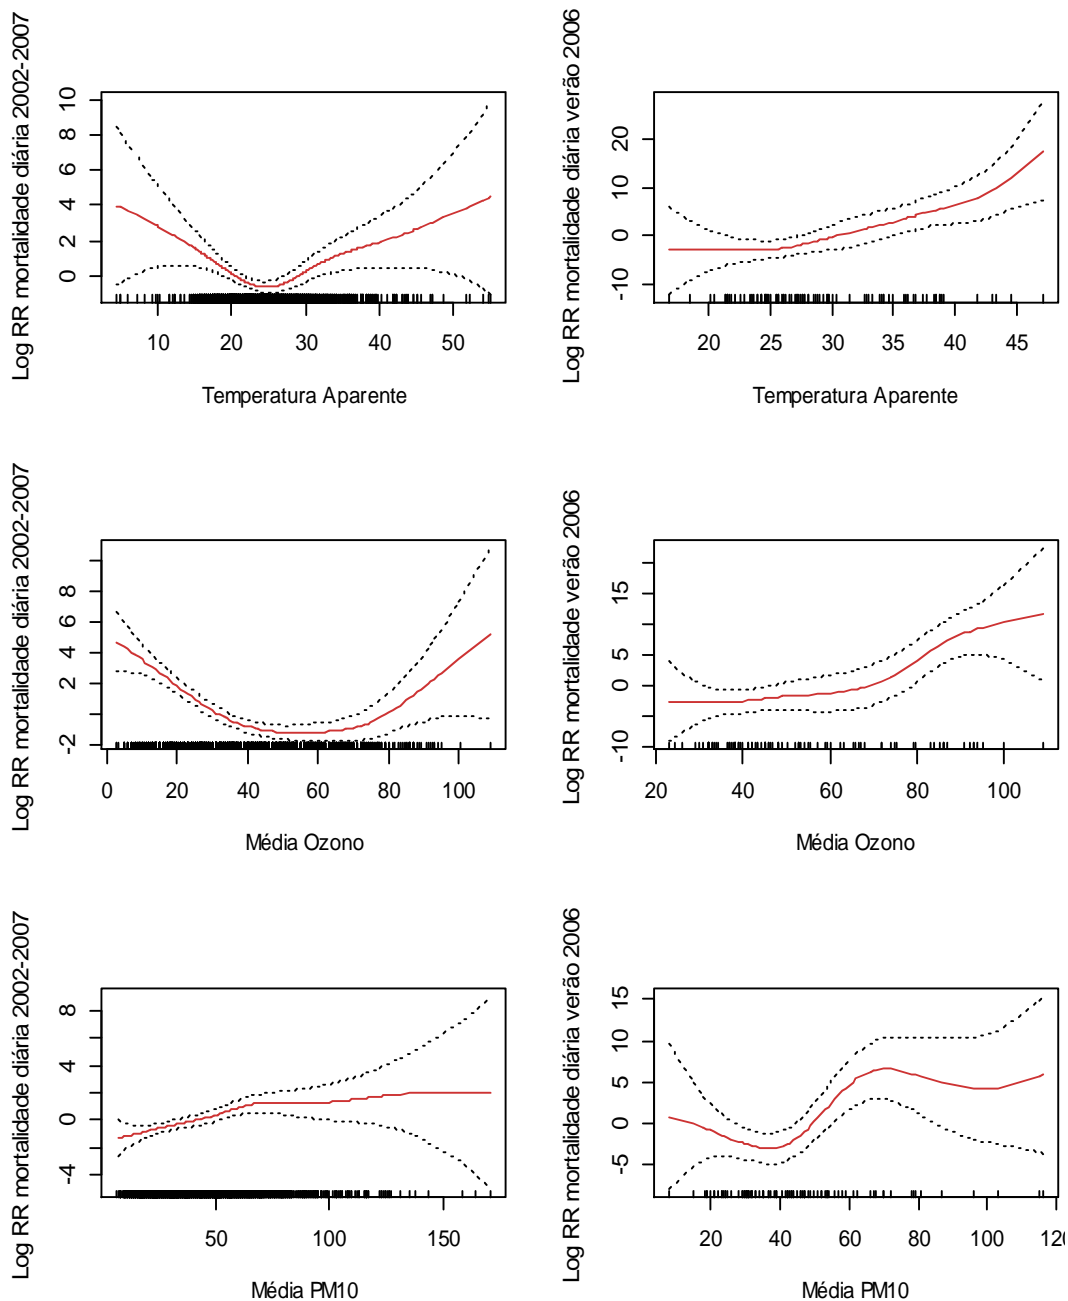 Log RR mortalidade diária 2002-2007
10
8
6
4
2
0
10 20 30 40 50
Temperatura Aparente
Log RR mortalidade diária verão 2006
20
10
0
-10
20 25 30 35 40 45
Temperatura Aparente
Log RR mortalidade diária 2002-2007
8
6
4
2
-2
0 20 40 60 80 100
Média Ozono
Log RR mortalidade verão 2006
15
5
0
-10
20 40 60 80 100
Média Ozono
Log RR mortalidade diária 2002-2007
8
4
0
-4
50 100 150
Média PM10
Log RR mortalidade diária verão 2006
15
10
5
0
-5
20 40 60 80 100 120
Média PM10